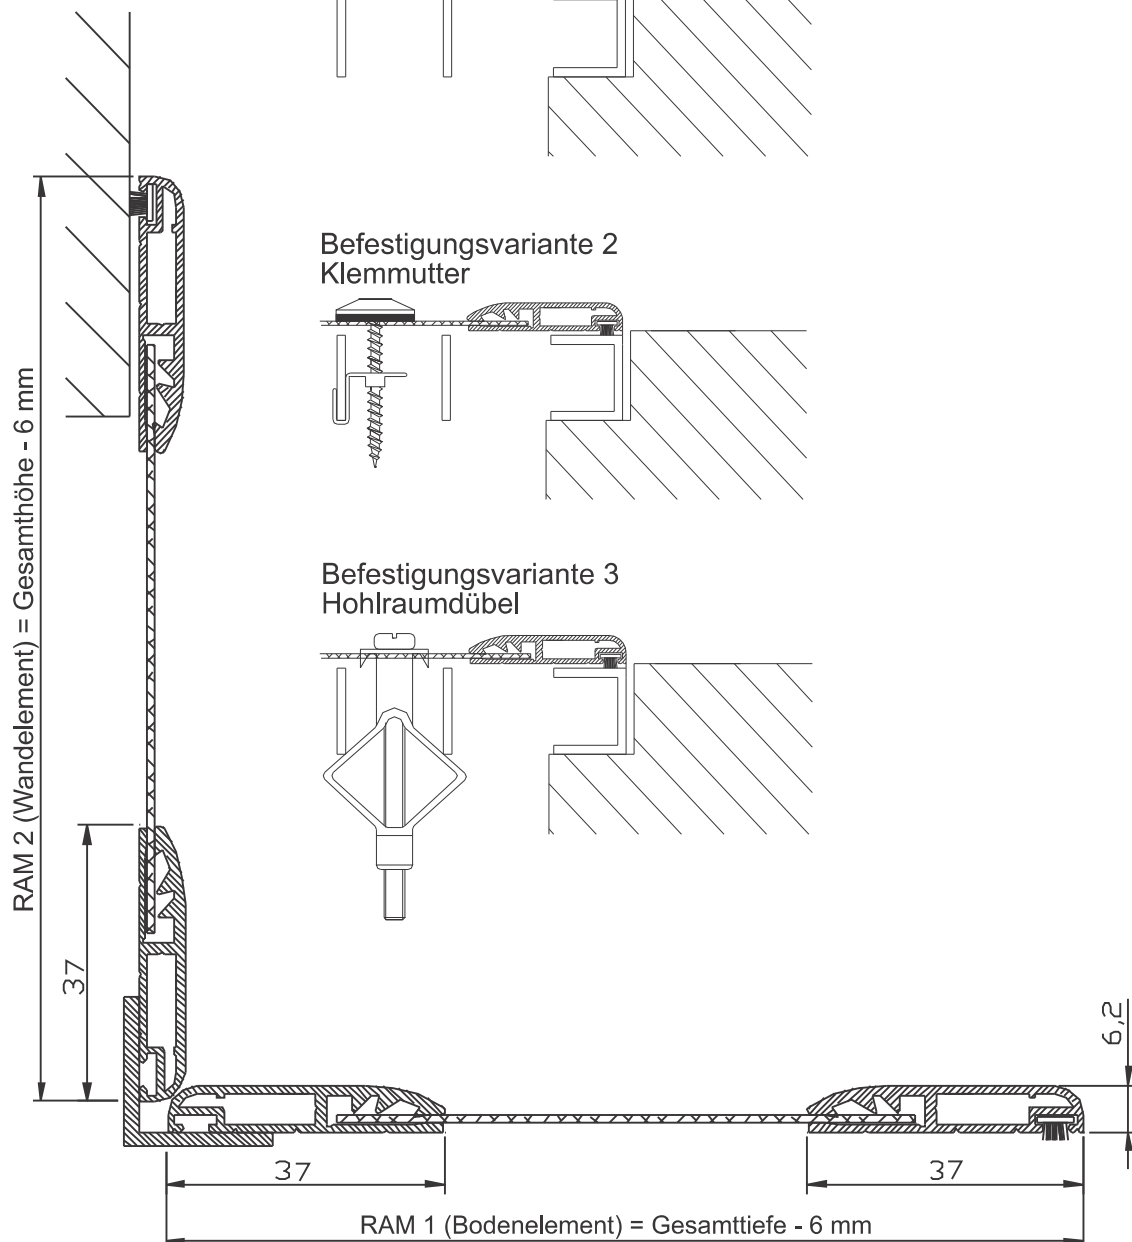 Befestigungsvariante 2
Klemmutter
Befestigungsvariante 3
Hohlraumdübel
RAM 2 (Wandelement) = Gesamthöhe - 6 mm
37
6,2
37
37
RAM 1 (Bodenelement) = Gesamttiefe - 6 mm